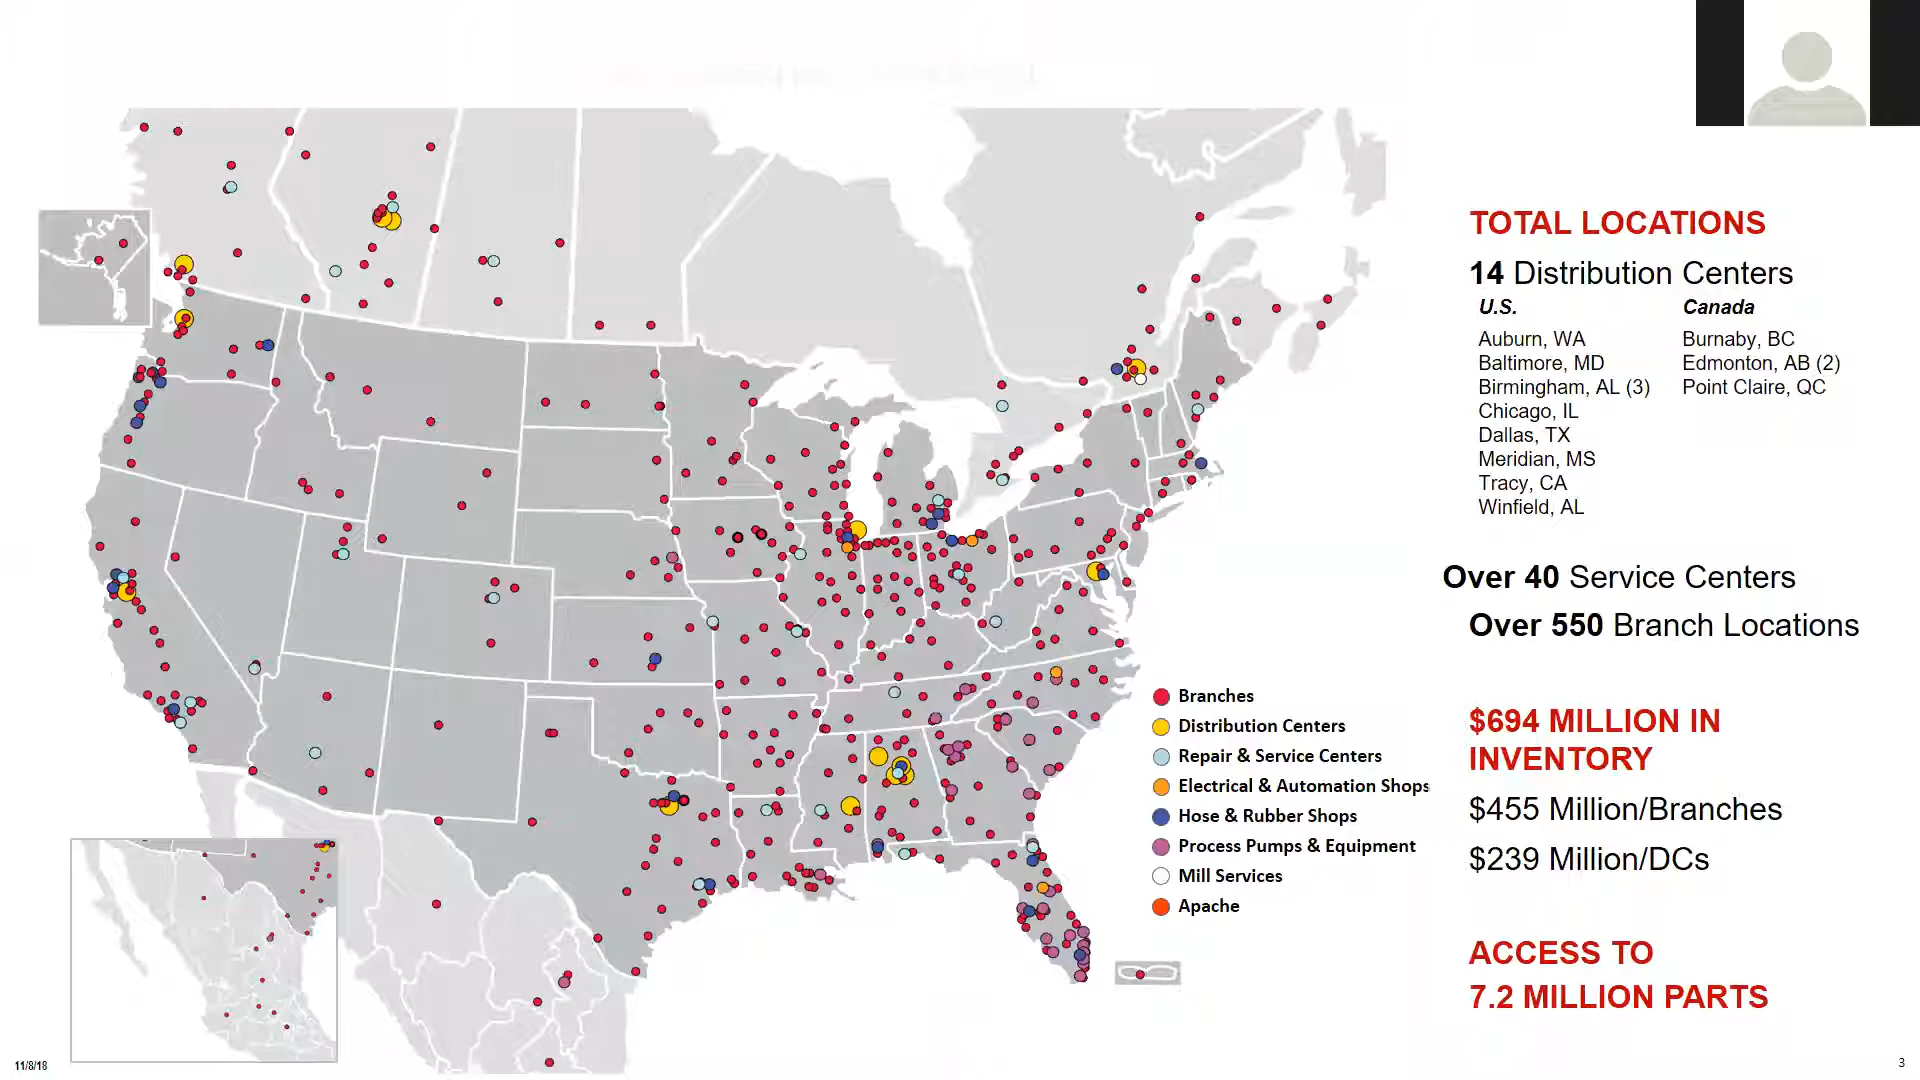 TOTAL LOCATIONS
14 Distribution Centers
U.S.
Canada
Auburn, WA
Burnaby, BC
Baltimore, MD
Edmonton, AB (2)
Birmingham, AL (3)
Point Claire, QC
Chicago, IL
Dallas, TX
Meridian, MS
Tracy, CA
Winfield, AL
Over 40 Service Centers
Over 550 Branch Locations
$694 MILLION IN
INVENTORY
$455 Million/Branches
$239 Million/DCs
ACCESS TO
7.2 MILLION PARTS
Branches
Distribution Centers
Repair & Service Centers
Electrical & Automation Shops
Hose & Rubber Shops
Process Pumps & Equipment
Mill Services
Apache
11/8/18
3